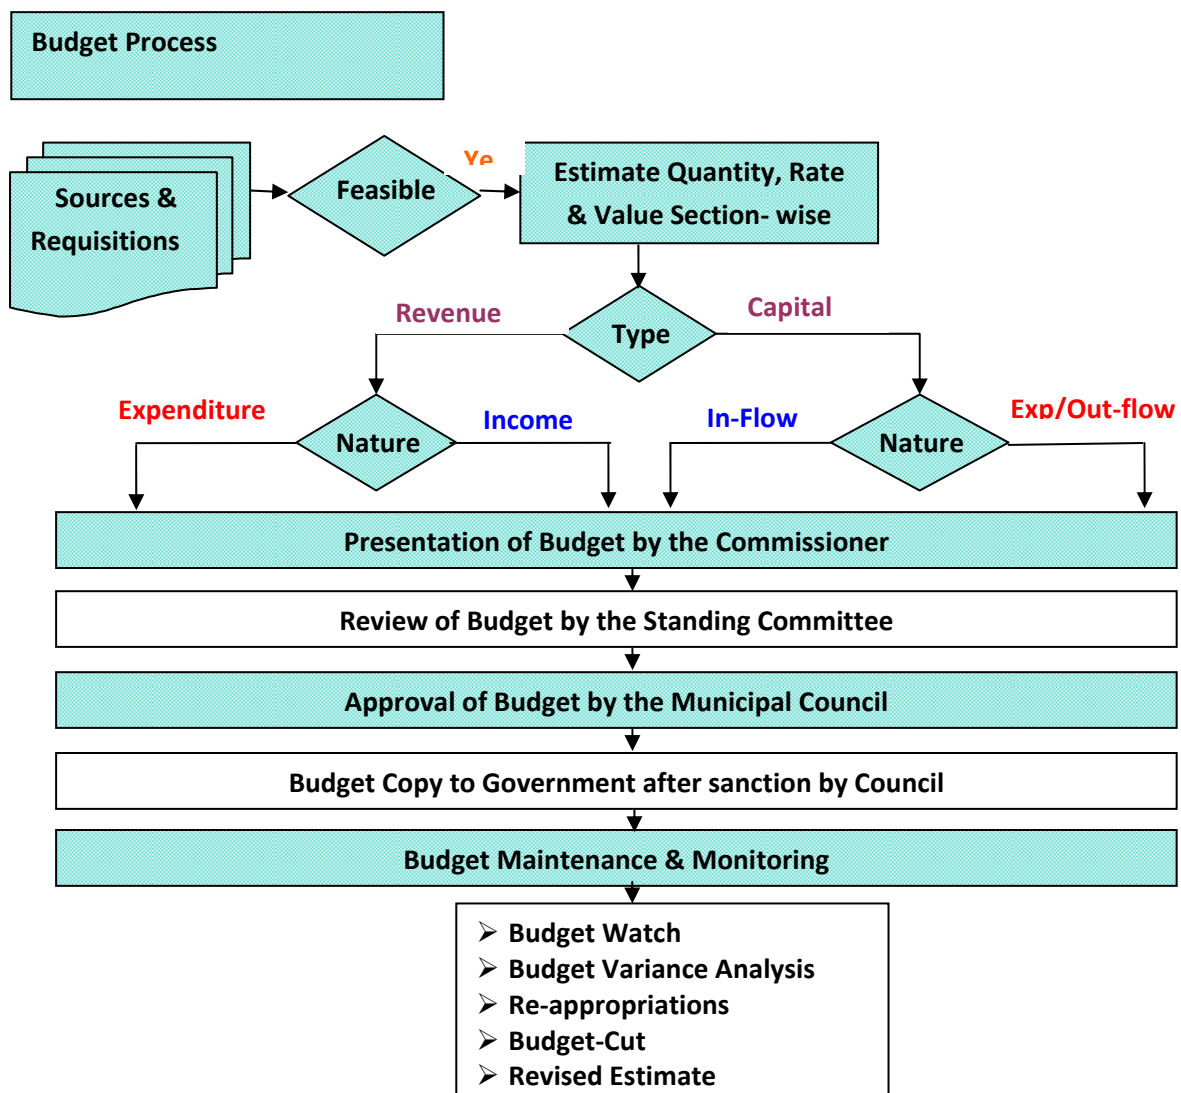 Budget Process
Sources &
Requisitions
Feasible
Ye
Estimate Quantity, Rate
& Value Section- wise
Revenue
Type
Capital
Expenditure
Nature
Income
In-Flow
Nature
Exp/Out-flow
Presentation of Budget by the Commissioner
Review of Budget by the Standing Committee
Approval of Budget by the Municipal Council
Budget Copy to Government after sanction by Council
Budget Maintenance & Monitoring
➢ Budget Watch
➢ Budget Variance Analysis
➢ Re-appropriations
➢ Budget-Cut
➢ Revised Estimate